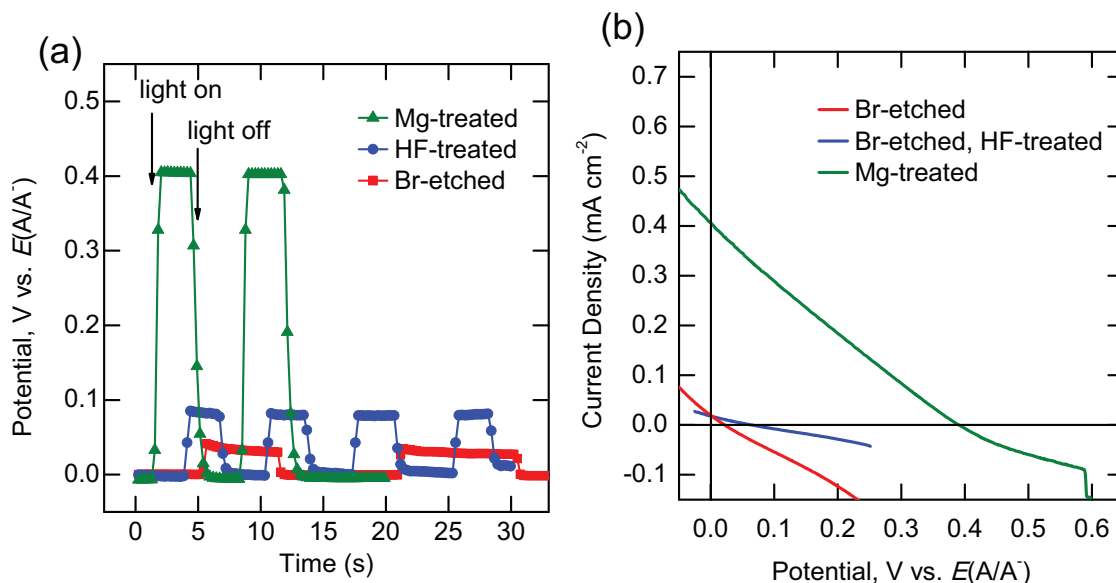 (a)
0.5
0.4
0.3
0.2
0.1
0.0
Potential, V vs. E(A/A⁻)
light on
light off
Mg-treated
HF-treated
Br-etched
0 5 10 15 20 25 30
Time (s)
(b)
0.7
0.6
0.5
0.4
0.3
0.2
0.1
0.0
-0.1
Current Density (mA cm⁻²)
Br-etched
Br-etched, HF-treated
Mg-treated
0.0 0.1 0.2 0.3 0.4 0.5 0.6
Potential, V vs. E(A/A⁻)